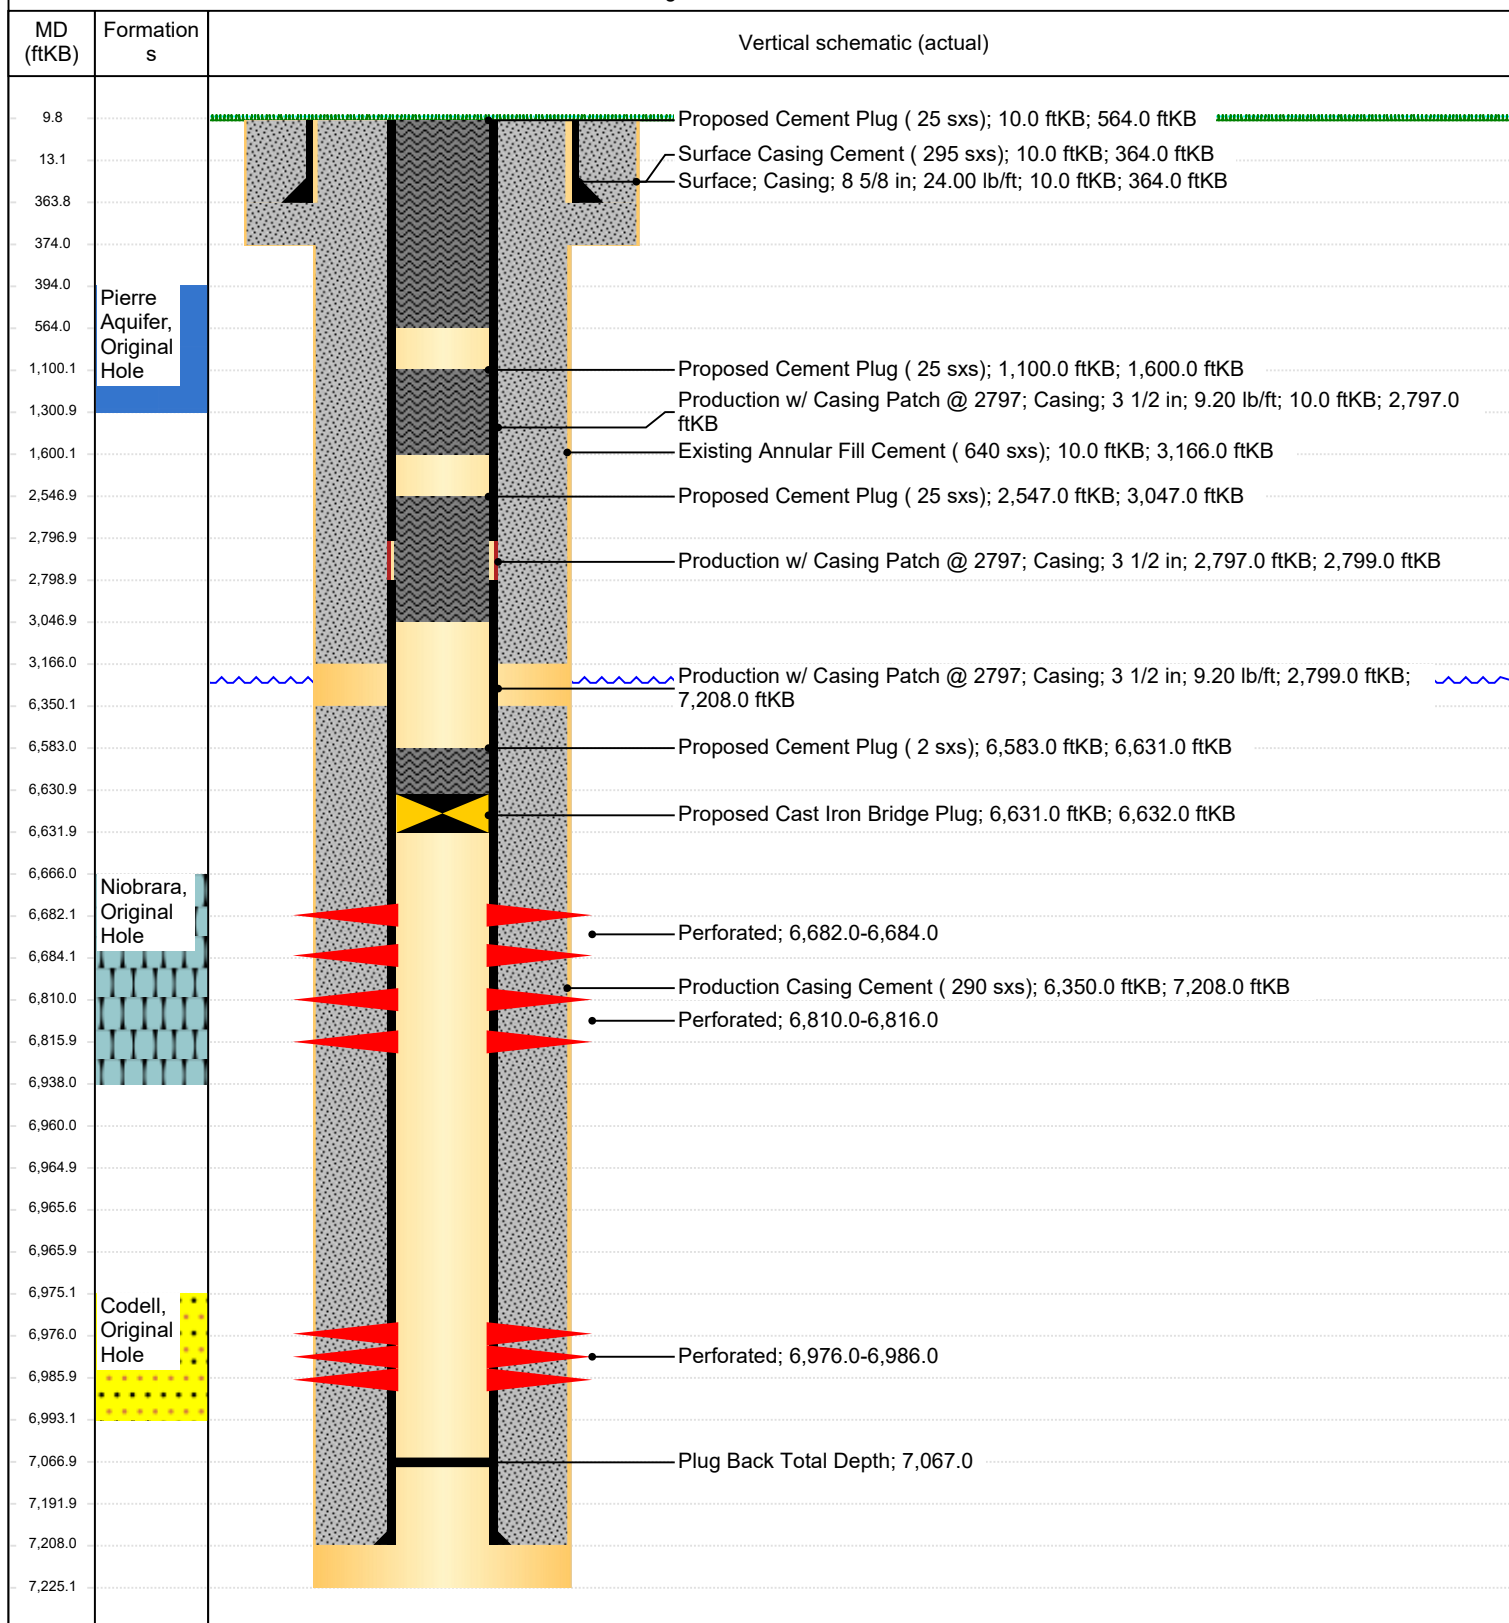 MD
(ftKB)
Formation
s
Vertical schematic (actual)
9.8
13.1
363.8
374.0
394.0
564.0
1,100.1
1,300.9
1,600.1
2,546.9
2,796.9
2,798.9
3,046.9
3,166.0
6,350.1
6,583.0
6,630.9
6,631.9
6,666.0
6,682.1
6,684.1
6,810.0
6,815.9
6,938.0
6,960.0
6,964.9
6,965.6
6,965.9
6,975.1
6,976.0
6,985.9
6,993.1
7,066.9
7,191.9
7,208.0
7,225.1
Pierre
Aquifer,
Original
Hole
Niobrara,
Original
Hole
Codell,
Original
Hole
Proposed Cement Plug ( 25 sxs); 10.0 ftKB; 564.0 ftKB
Surface Casing Cement ( 295 sxs); 10.0 ftKB; 364.0 ftKB
Surface; Casing; 8 5/8 in; 24.00 lb/ft; 10.0 ftKB; 364.0 ftKB
Proposed Cement Plug ( 25 sxs); 1,100.0 ftKB; 1,600.0 ftKB
Production w/ Casing Patch @ 2797; Casing; 3 1/2 in; 9.20 lb/ft; 10.0 ftKB; 2,797.0
ftKB
Existing Annular Fill Cement ( 640 sxs); 10.0 ftKB; 3,166.0 ftKB
Proposed Cement Plug ( 25 sxs); 2,547.0 ftKB; 3,047.0 ftKB
Production w/ Casing Patch @ 2797; Casing; 3 1/2 in; 2,797.0 ftKB; 2,799.0 ftKB
Production w/ Casing Patch @ 2797; Casing; 3 1/2 in; 9.20 lb/ft; 2,799.0 ftKB;
7,208.0 ftKB
Proposed Cement Plug ( 2 sxs); 6,583.0 ftKB; 6,631.0 ftKB
Proposed Cast Iron Bridge Plug; 6,631.0 ftKB; 6,632.0 ftKB
Perforated; 6,682.0-6,684.0
Production Casing Cement ( 290 sxs); 6,350.0 ftKB; 7,208.0 ftKB
Perforated; 6,810.0-6,816.0
Perforated; 6,976.0-6,986.0
Plug Back Total Depth; 7,067.0